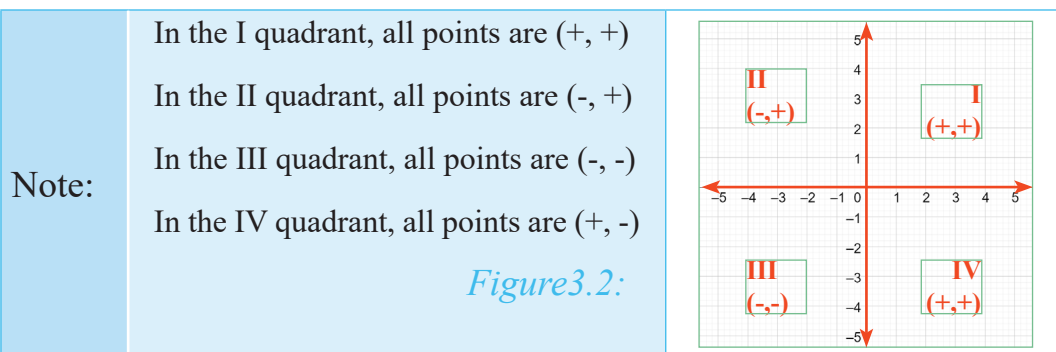 Note:
In the I quadrant, all points are (+, +)
In the II quadrant, all points are (-, +)
In the III quadrant, all points are (-, -)
In the IV quadrant, all points are (+, -)
Figure3.2:
5
4
II
3
I
(-,+)
(+,+)
2
1
–5 –4 –3 –2 –1 0 1 2 3 4 5
–1
–2
III
IV
–3
(-,-)
(+,+)
–4
–5